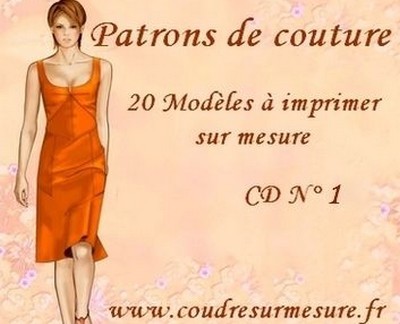 Patrons de couture
20 Modèles à imprimer
sur mesure
CD N° 1
www.coudresurmesure.fr